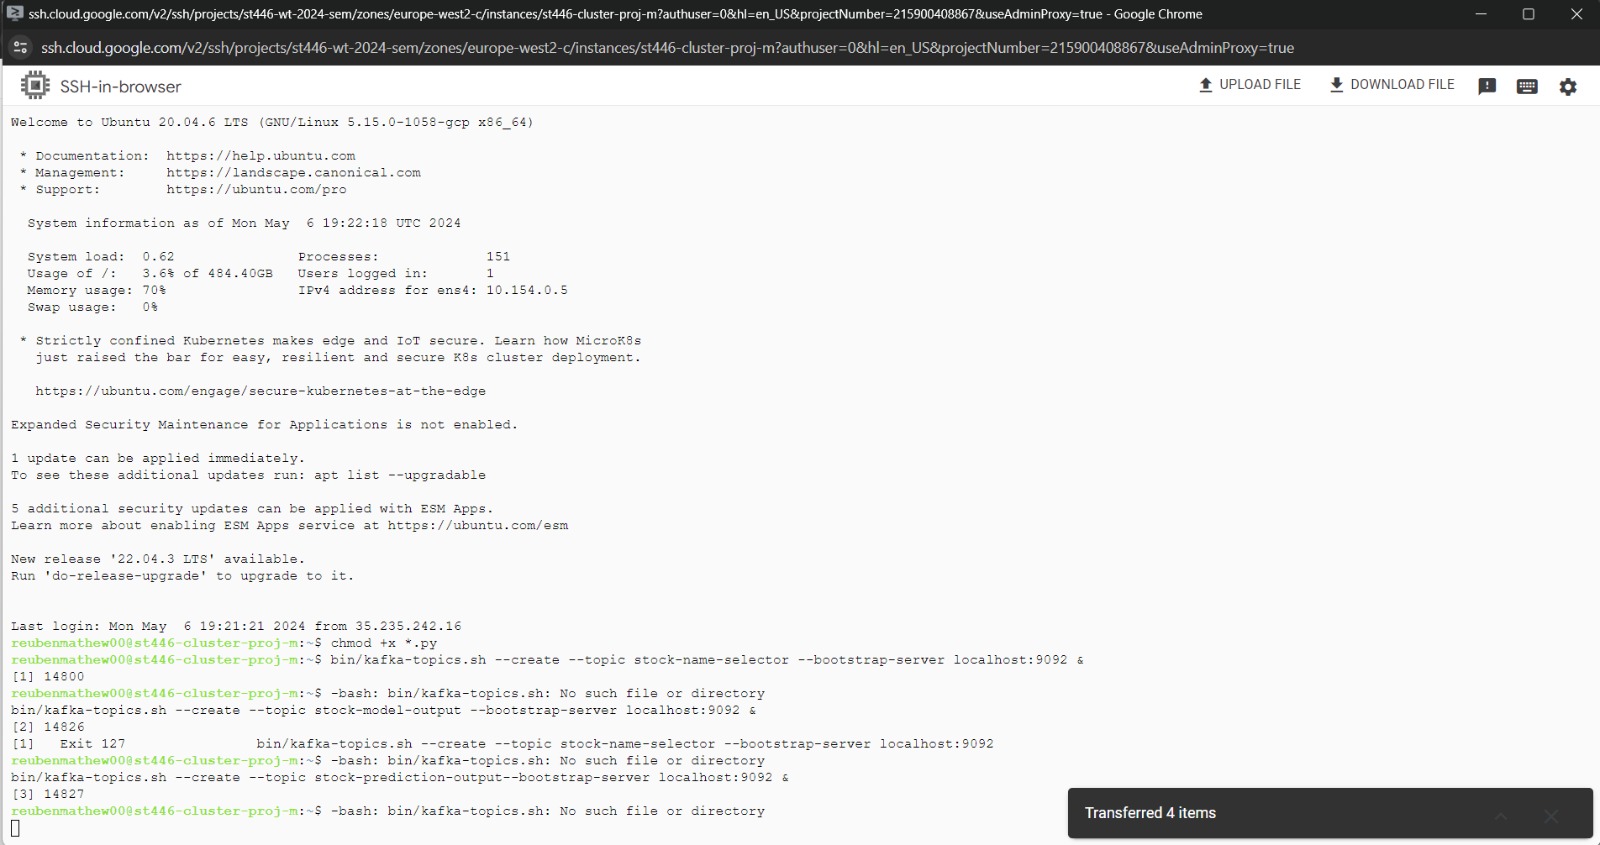 ssh.cloud.google.com/v2/ssh/projects/st446-wt-2024-sem/zones/europe-west2-c/instances/st446-cluster-proj-m?authuser=0&hl=en_US&projectNumber=215900408867&useAdminProxy=true - Google Chrome
ssh.cloud.google.com/v2/ssh/projects/st446-wt-2024-sem/zones/europe-west2-c/instances/st446-cluster-proj-m?authuser=0&hl=en_US&projectNumber=215900408867&useAdminProxy=true
SSH-in-browser
UPLOAD FILE
DOWNLOAD FILE
Welcome to Ubuntu 20.04.6 LTS (GNU/Linux 5.15.0-1058-gcp x86_64)
* Documentation:  https://help.ubuntu.com
* Management:     https://landscape.canonical.com
* Support:        https://ubuntu.com/pro
System information as of Mon May  6 19:22:18 UTC 2024
System load:  0.62               Processes:             151
Usage of /:   3.6% of 484.40GB   Users logged in:       1
Memory usage: 70%                IPv4 address for ens4: 10.154.0.5
Swap usage:   0%
* Strictly confined Kubernetes makes edge and IoT secure. Learn how MicroK8s
just raised the bar for easy, resilient and secure K8s cluster deployment.
https://ubuntu.com/engage/secure-kubernetes-at-the-edge
Expanded Security Maintenance for Applications is not enabled.
1 update can be applied immediately.
To see these additional updates run: apt list --upgradable
5 additional security updates can be applied with ESM Apps.
Learn more about enabling ESM Apps service at https://ubuntu.com/esm
New release '22.04.3 LTS' available.
Run 'do-release-upgrade' to upgrade to it.
Last login: Mon May  6 19:21:21 2024 from 35.235.242.16
reubenmathew00@st446-cluster-proj-m:~$ chmod +x *.py
reubenmathew00@st446-cluster-proj-m:~$ bin/kafka-topics.sh --create --topic stock-name-selector --bootstrap-server localhost:9092 &
[1] 14800
reubenmathew00@st446-cluster-proj-m:~$ -bash: bin/kafka-topics.sh: No such file or directory
bin/kafka-topics.sh --create --topic stock-model-output --bootstrap-server localhost:9092 &
[2] 14826
[1]   Exit 127                bin/kafka-topics.sh --create --topic stock-name-selector --bootstrap-server localhost:9092
reubenmathew00@st446-cluster-proj-m:~$ -bash: bin/kafka-topics.sh: No such file or directory
bin/kafka-topics.sh --create --topic stock-prediction-output--bootstrap-server localhost:9092 &
[3] 14827
reubenmathew00@st446-cluster-proj-m:~$ -bash: bin/kafka-topics.sh: No such file or directory
Transferred 4 items